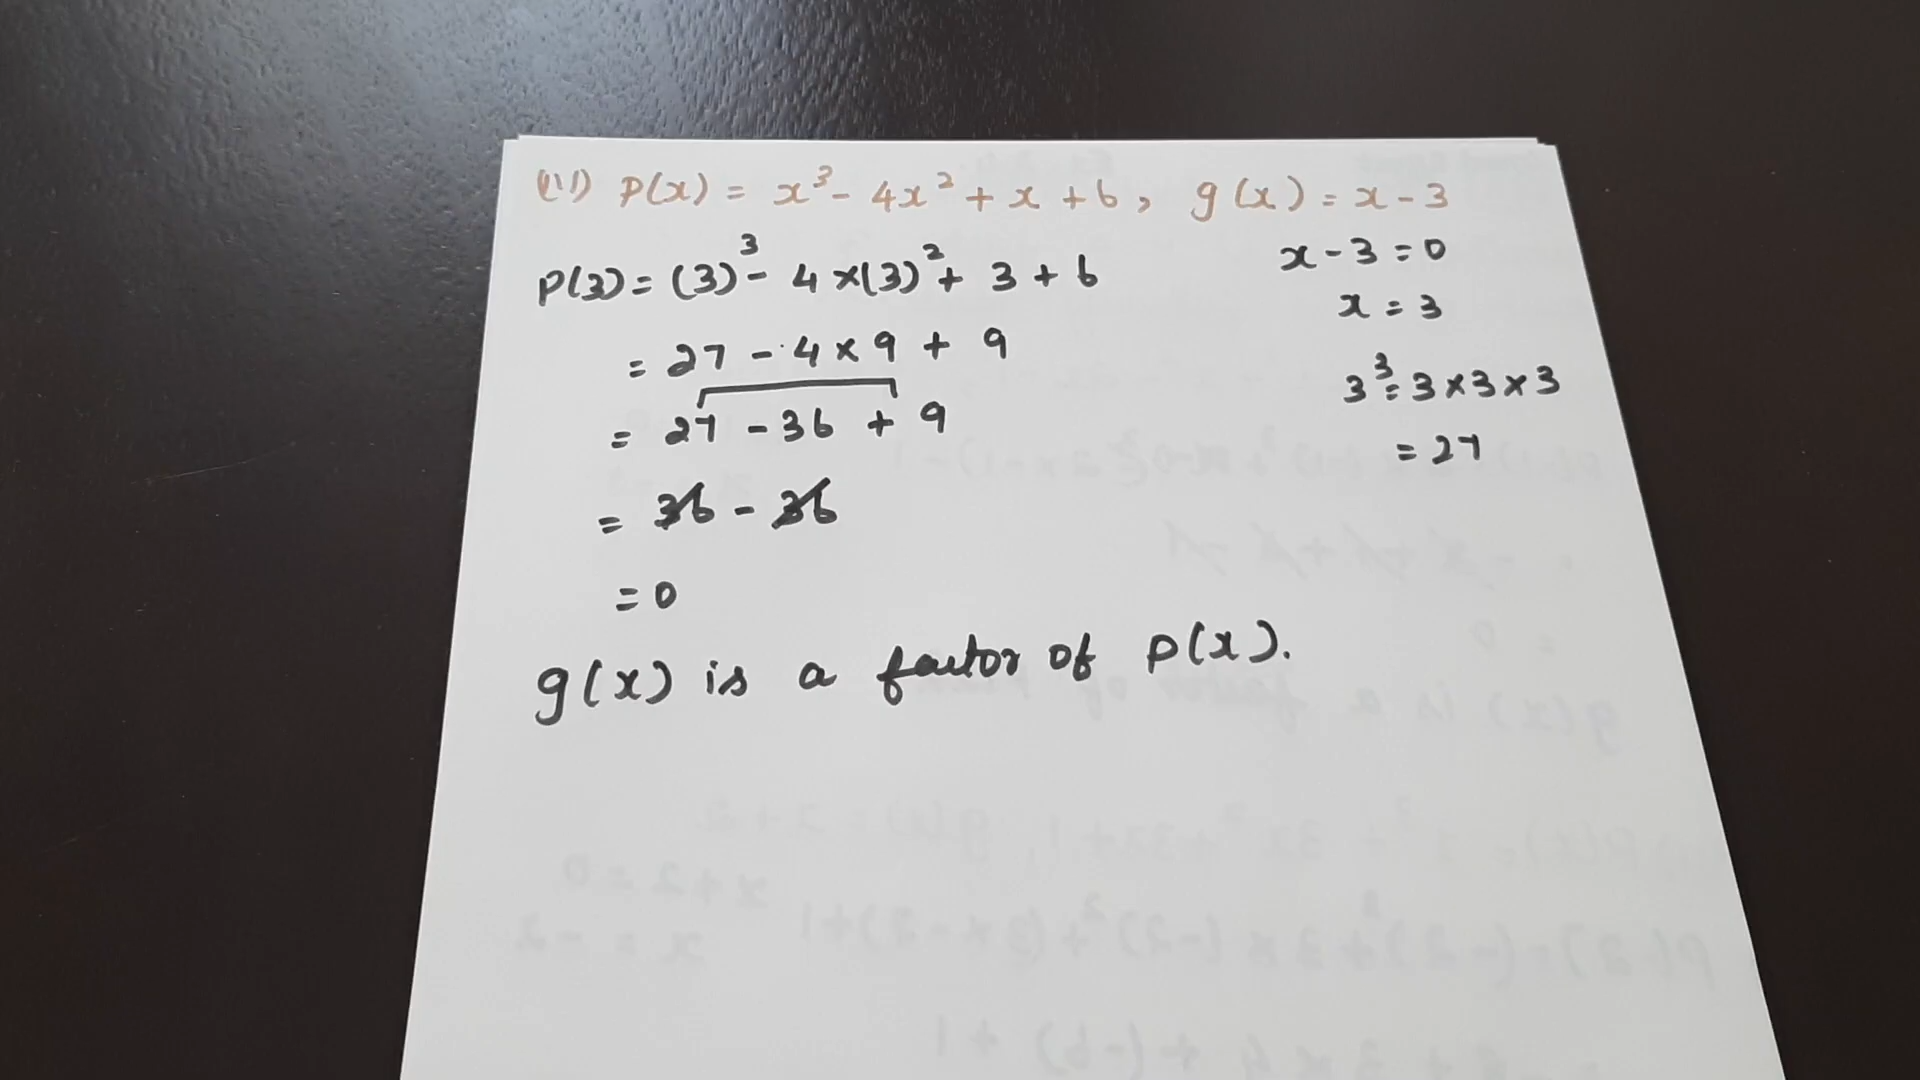 (iii) P(x) = x³ - 4x² + x + 6, g(x) = x - 3
P(3) = (3)³ - 4×(3)² + 3 + 6
= 27 - 4 × 9 + 9
= 27 - 36 + 9
= 36 - 36
= 0
g(x) is a factor of P(x).
x - 3 = 0
x = 3
3³ = 3×3×3
= 27